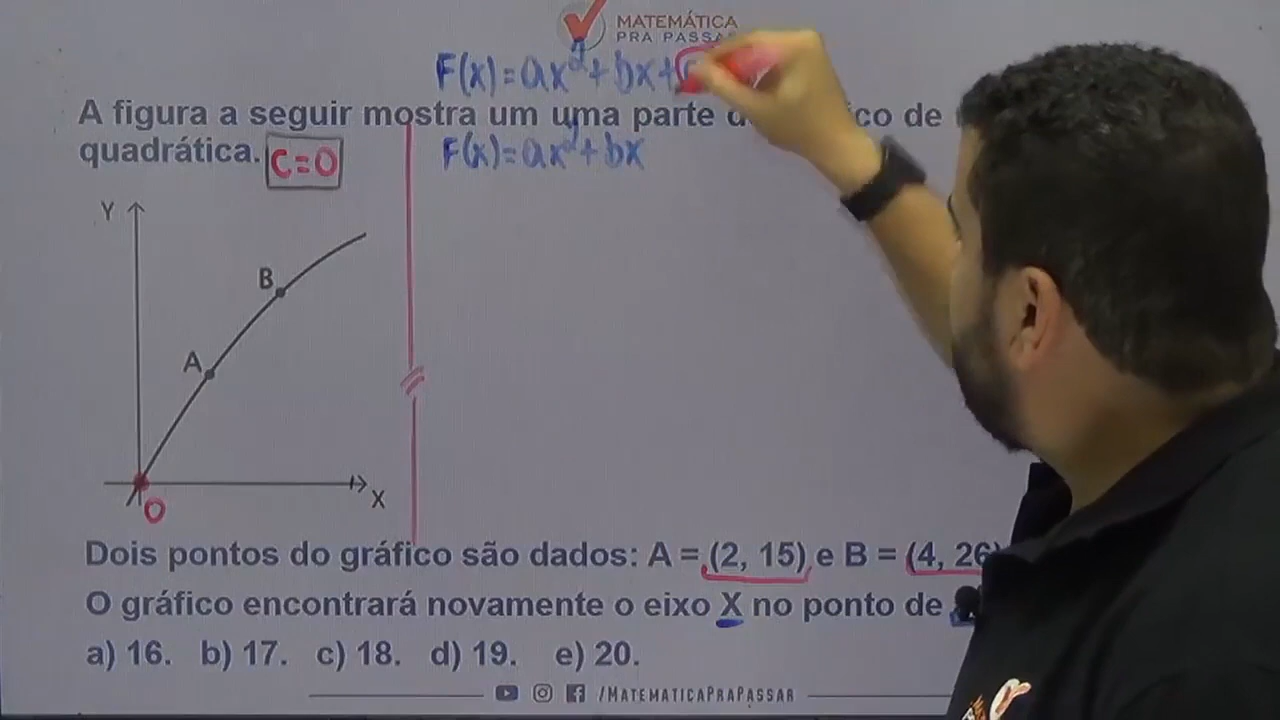 MATEMÁTICA
PRA PASSA
F(x)=ax²+bx+
A figura a seguir mostra um uma parte d co de
quadrática. C=0
F(x)=ax²+bx
Y
B
A
O
X
Dois pontos do gráfico são dados: A = (2, 15) e B = (4, 26)
O gráfico encontrará novamente o eixo X no ponto de
a) 16. b) 17. c) 18. d) 19. e) 20.
/MATEMATICAPRAPASSAR